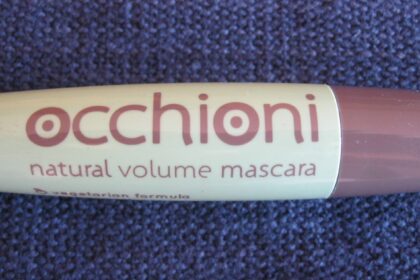 occhioni
natural volume mascara
vegetarian formula